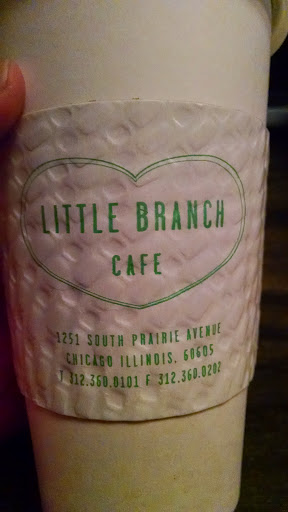 LITTLE BRANCH
CAFE
1251 SOUTH PRAIRIE AVENUE
CHICAGO ILLINOIS, 60605
T 312.360.0101 F 312.360.0202